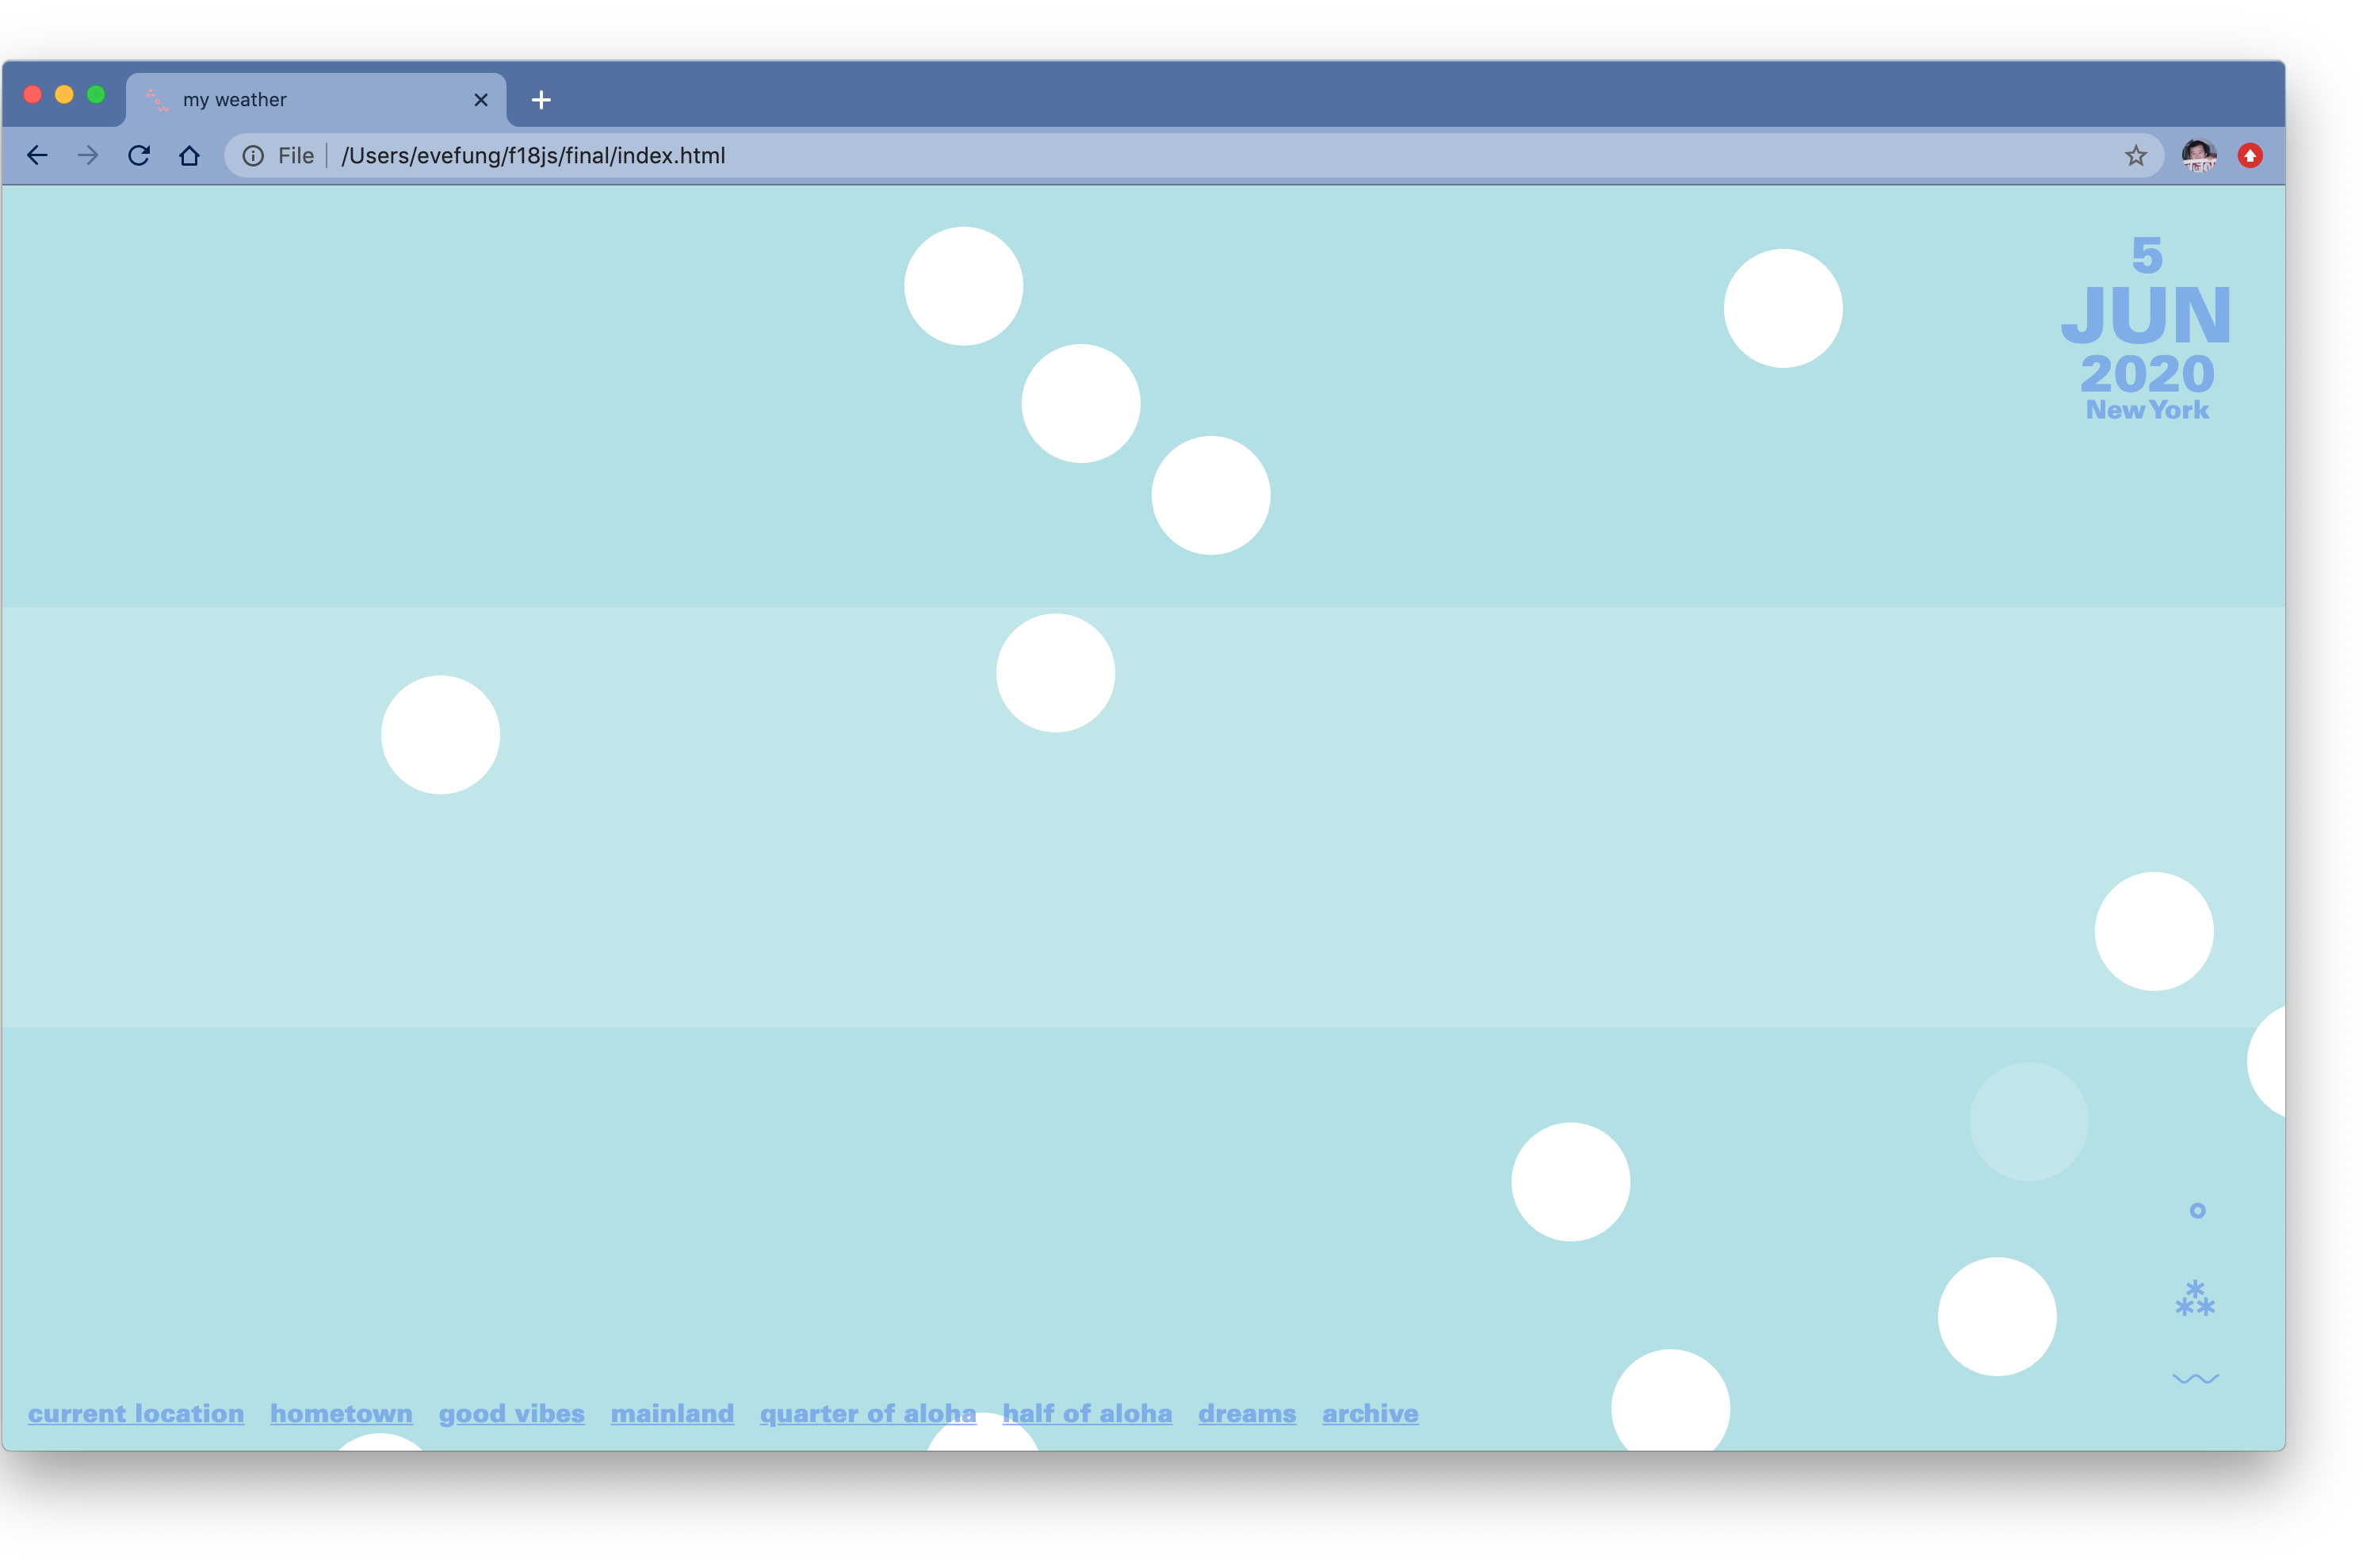 my weather
File /Users/evefung/f18js/final/index.html
5
JUN
2020
New York
current location hometown good vibes mainland quarter of aloha half of aloha dreams archive